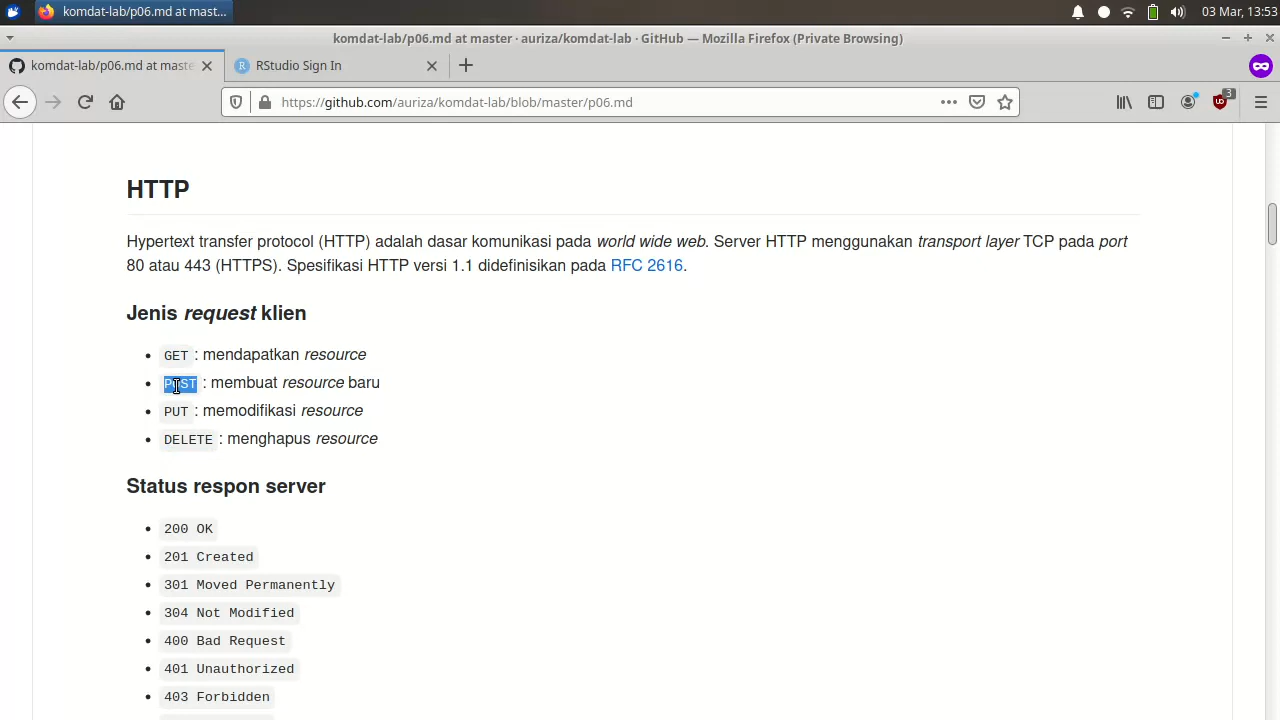 komdat-lab/p06.md at mast... 03 Mar, 13:53
komdat-lab/p06.md at master · auriza/komdat-lab · GitHub — Mozilla Firefox (Private Browsing)
komdat-lab/p06.md at maste
RStudio Sign In
https://github.com/auriza/komdat-lab/blob/master/p06.md
3
HTTP
Hypertext transfer protocol (HTTP) adalah dasar komunikasi pada world wide web. Server HTTP menggunakan transport layer TCP pada port
80 atau 443 (HTTPS). Spesifikasi HTTP versi 1.1 didefinisikan pada RFC 2616.
Jenis request klien
GET : mendapatkan resource
POST : membuat resource baru
PUT : memodifikasi resource
DELETE : menghapus resource
Status respon server
200 OK
201 Created
301 Moved Permanently
304 Not Modified
400 Bad Request
401 Unauthorized
403 Forbidden